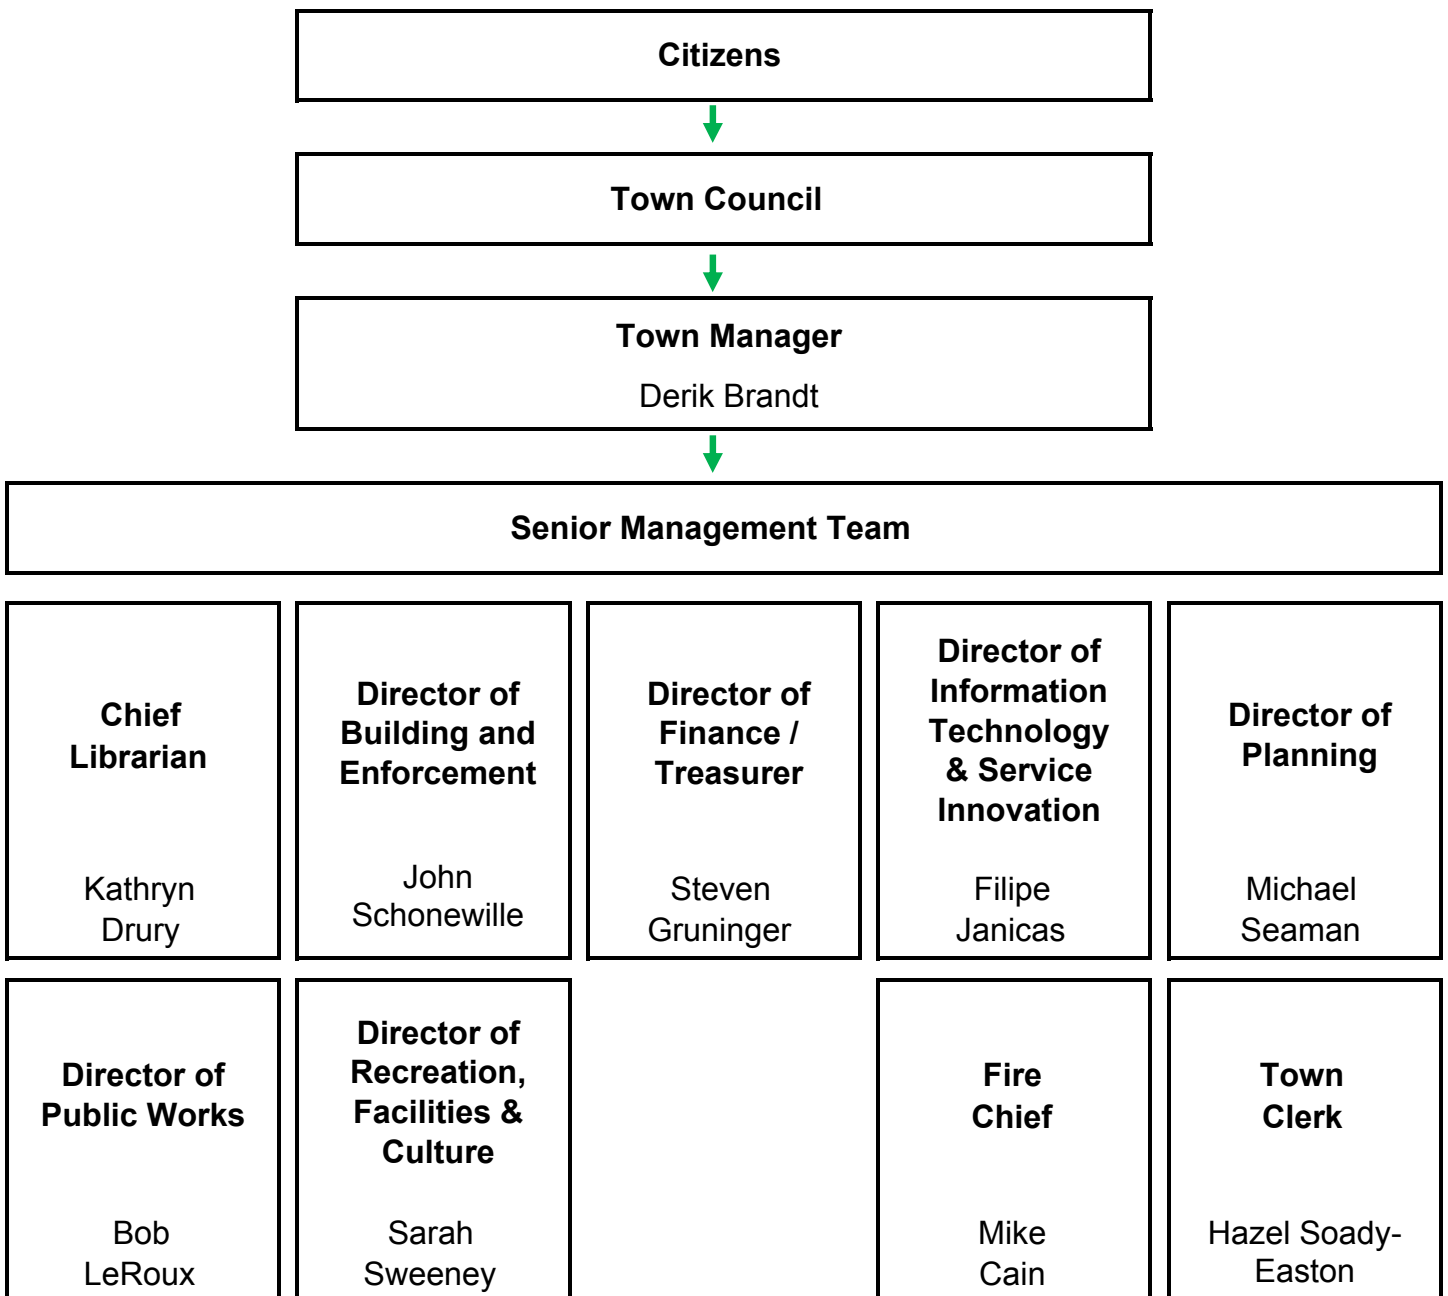 Citizens
Town Council
Town Manager
Derik Brandt
Senior Management Team
Chief
Librarian
Kathryn
Drury
Director of
Building and
Enforcement
John
Schonewille
Director of
Finance /
Treasurer
Steven
Gruninger
Director of
Information
Technology
& Service
Innovation
Filipe
Janicas
Director of
Planning
Michael
Seaman
Director of
Public Works
Bob
LeRoux
Director of
Recreation,
Facilities &
Culture
Sarah
Sweeney
Fire
Chief
Mike
Cain
Town
Clerk
Hazel Soady-
Easton